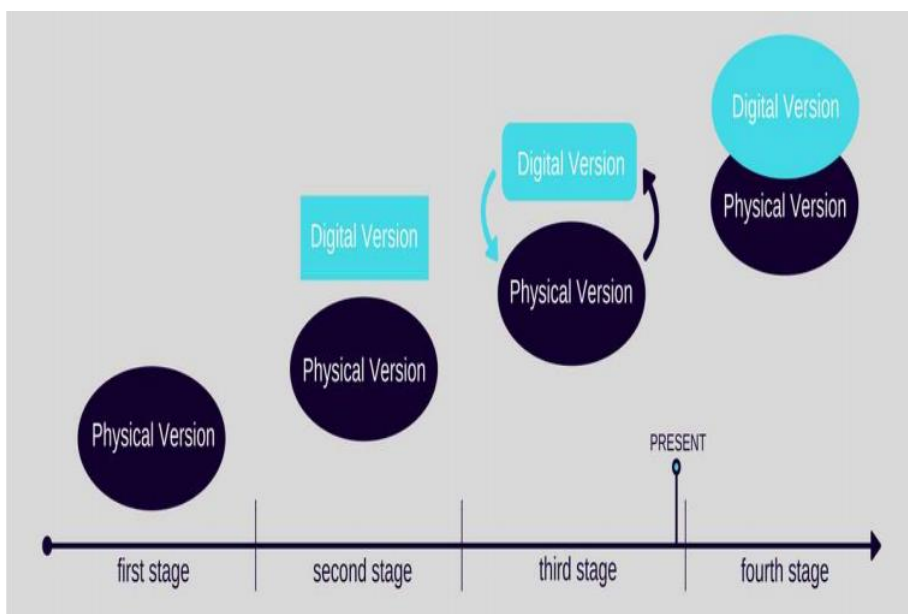 Digital Version
Physical Version
Digital Version
Physical Version
Digital Version
Physical Version
Physical Version
PRESENT
first stage
second stage
third stage
fourth stage